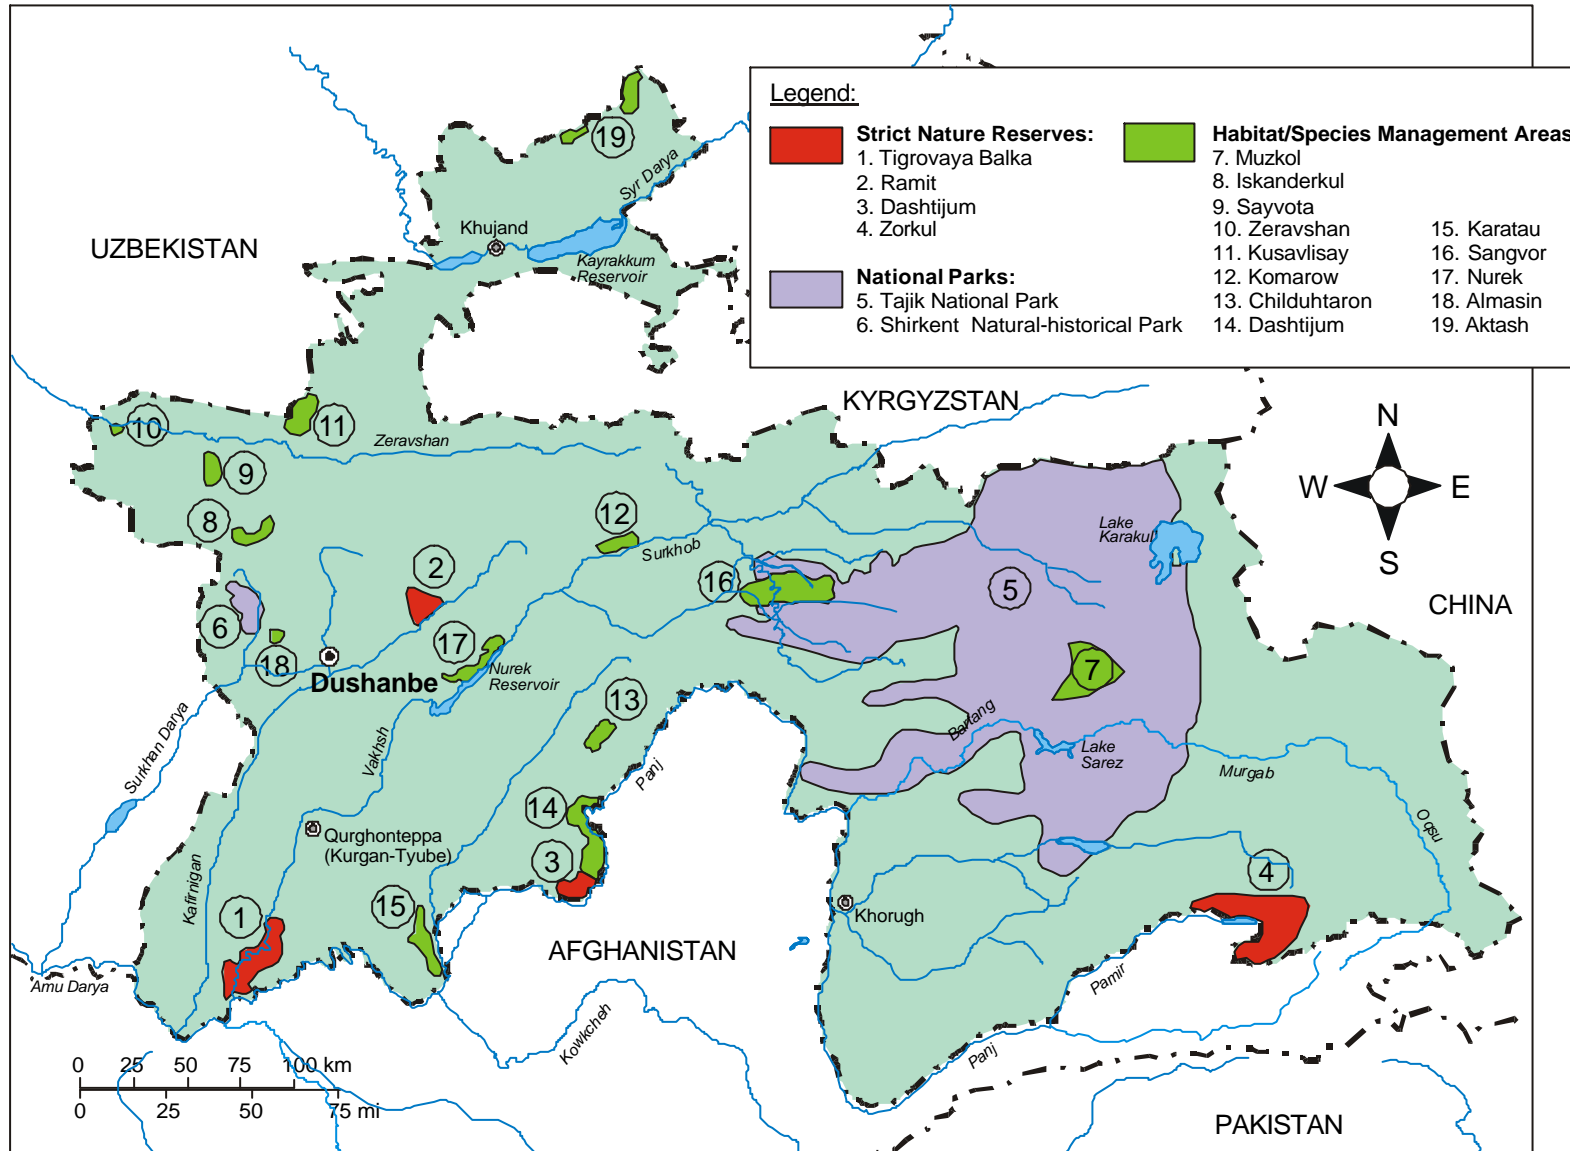 Legend:
Strict Nature Reserves:
1. Tigrovaya Balka
2. Ramit
3. Dashtijum
4. Zorkul
National Parks:
5. Tajik National Park
6. Shirkent Natural-historical Park
Habitat/Species Management Areas
7. Muzkol
8. Iskanderkul
9. Sayvota
10. Zeravshan
11. Kusavlisay
12. Komarow
13. Childuhtaron
14. Dashtijum
15. Karatau
16. Sangvor
17. Nurek
18. Almasin
19. Aktash
19
Syr Darya
Khujand
UZBEKISTAN
Kayrakkum
Reservoir
KYRGYZSTAN
N
W E
S
10
11
Zeravshan
9
8
12
Surkhob
Lake
Karakul
2
16
5
CHINA
6
17
18
Nurek
Reservoir
7
Dushanbe
13
Surkhan Darya
Vakhsh
Panj
Bartang
Lake
Sarez
Murgab
14
Oqsu
Qurghonteppa
(Kurgan-Tyube)
3
4
Kafirnigan
15
1
Khorugh
AFGHANISTAN
Amu Darya
Pamir
Kowkcheh
Panj
0 25 50 75 100 km
0 25 50 75 mi
PAKISTAN